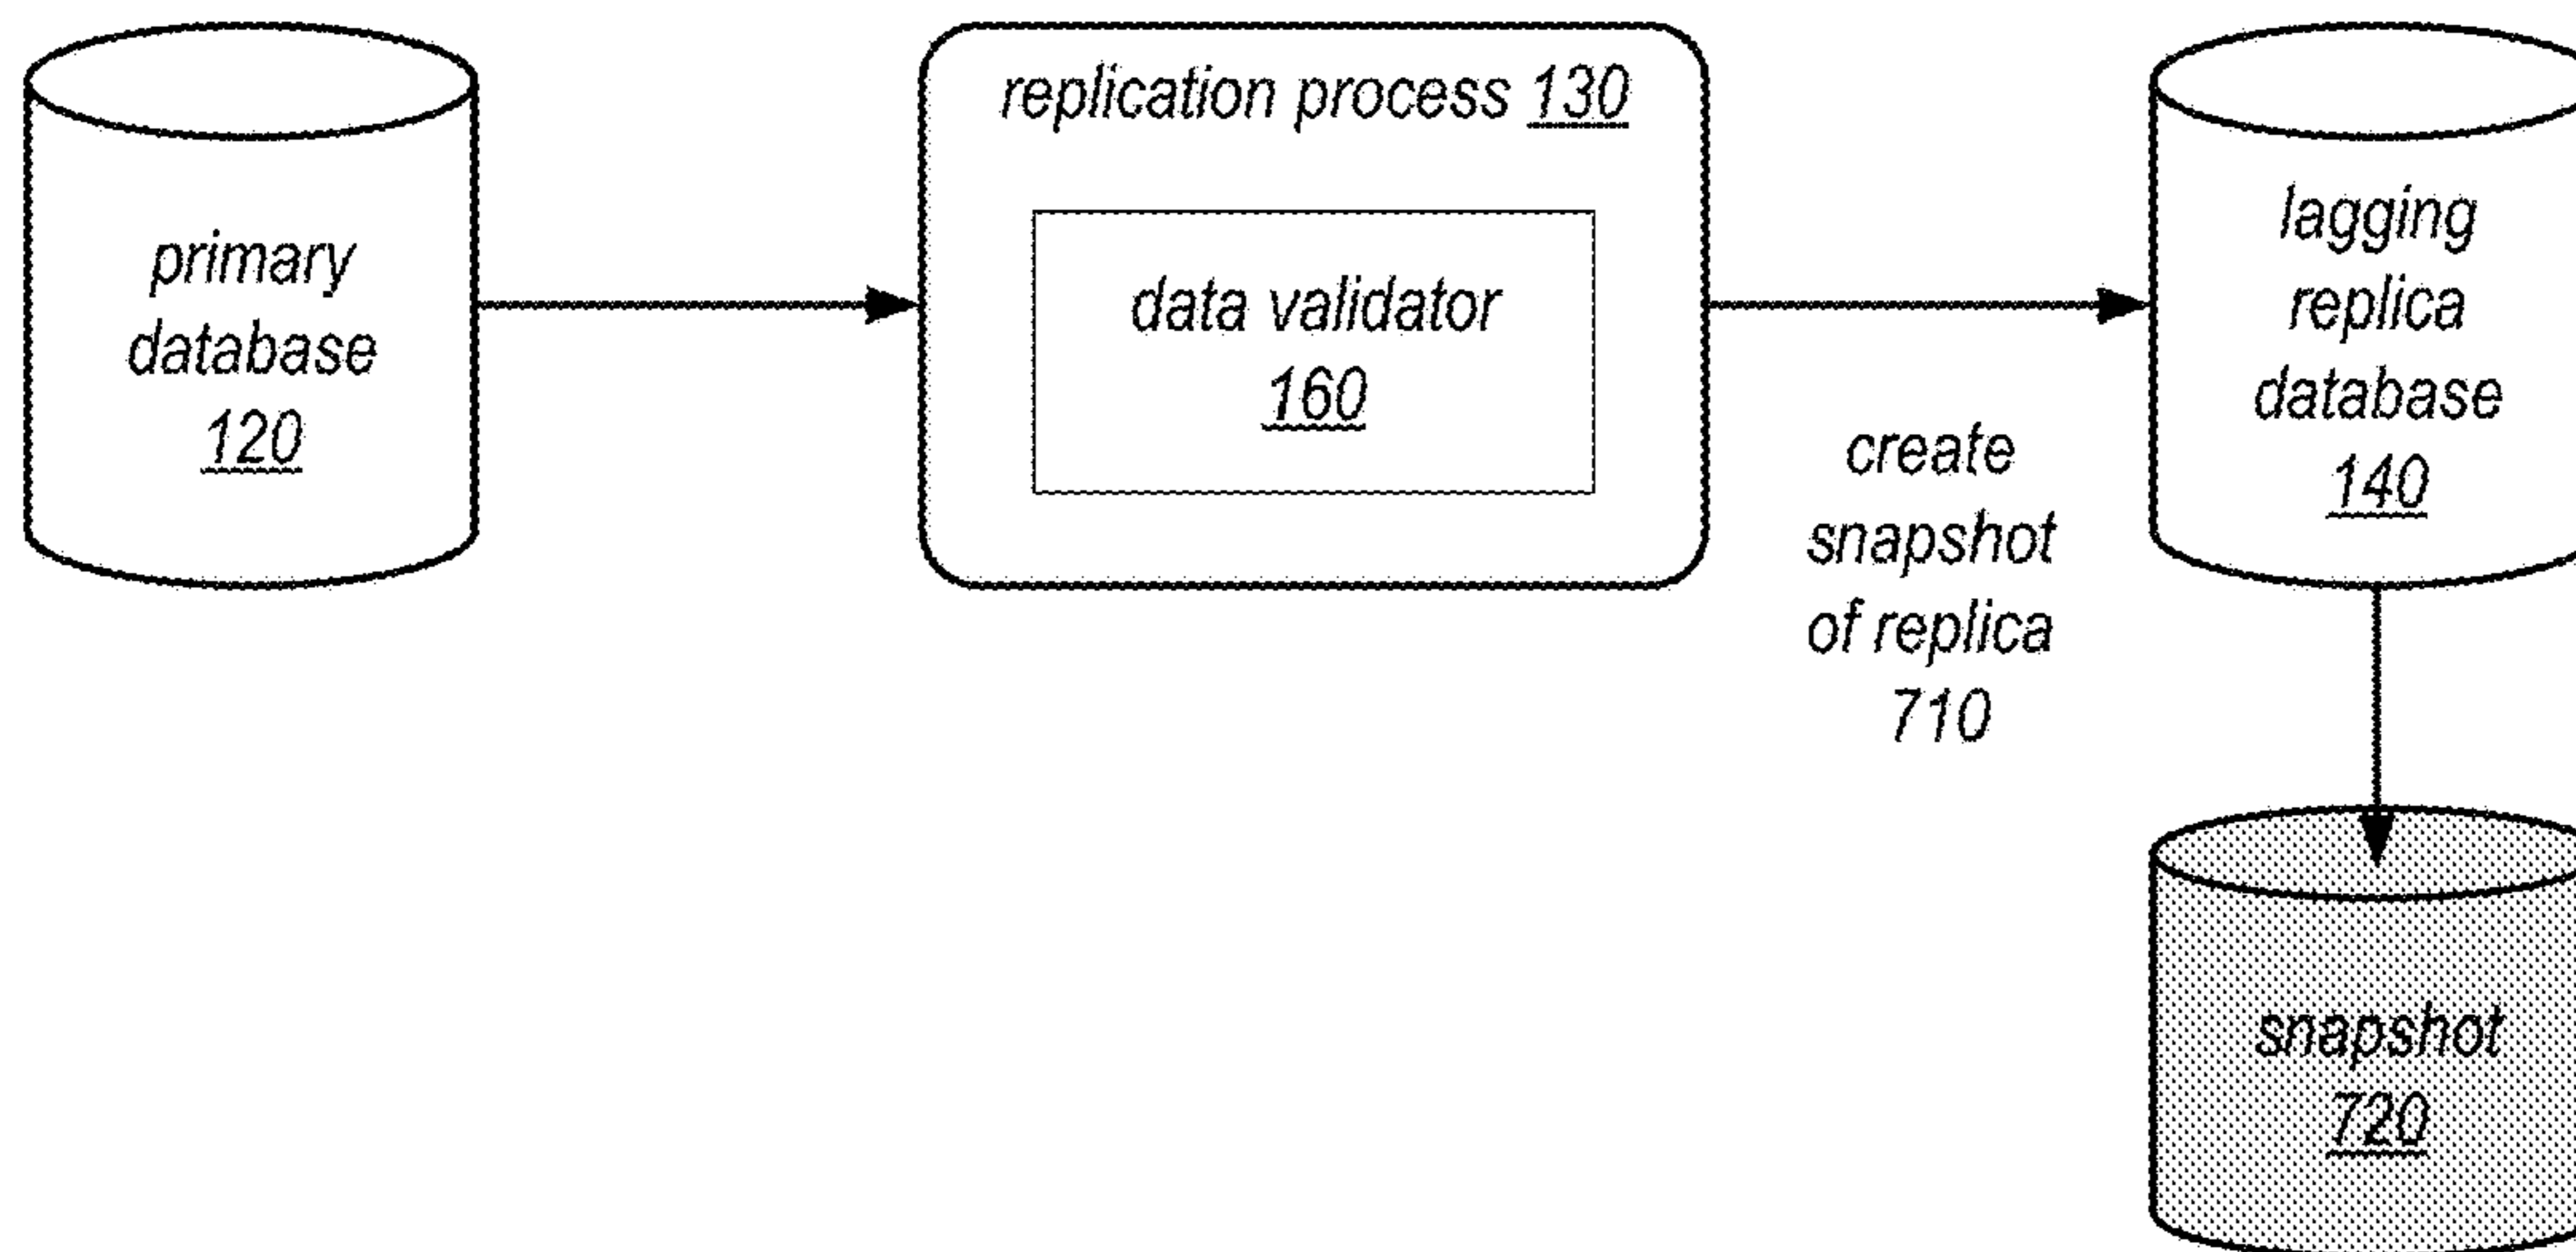 primary
database
120
replication process 130
data validator
160
create
snapshot
of replica
710
lagging
replica
database
140
snapshot
720